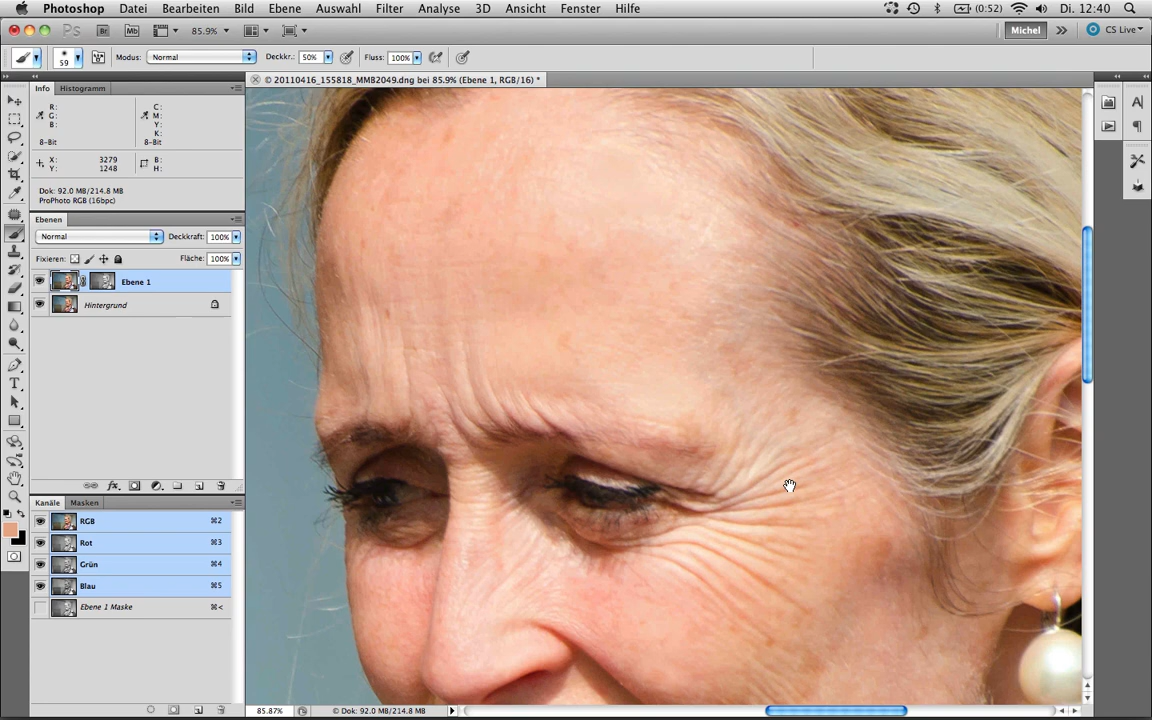 Photoshop Datei Bearbeiten Bild Ebene Auswahl Filter Analyse 3D Ansicht Fenster Hilfe (0:52) Di. 12:40
Ps Br Mb 85.9% Michel CS Live
59 Modus: Normal Deckkr.: 50% Fluss: 100%
© 20110416_155818_MMB2049.dng bei 85.9% (Ebene 1, RGB/16) *
Info Histogramm
R: C:
G: M:
B: Y:
K:
8-Bit 8-Bit
X: 3279 B:
Y: 1248 H:
Dok: 92.0 MB/214.8 MB
ProPhoto RGB (16bpc)
Ebenen
Normal Deckkraft: 100%
Fixieren: Fläche: 100%
Ebene 1
Hintergrund
Kanäle Masken
RGB ⌘2
Rot ⌘3
Grün ⌘4
Blau ⌘5
Ebene 1 Maske ⌘<
85.87% © Dok: 92.0 MB/214.8 MB